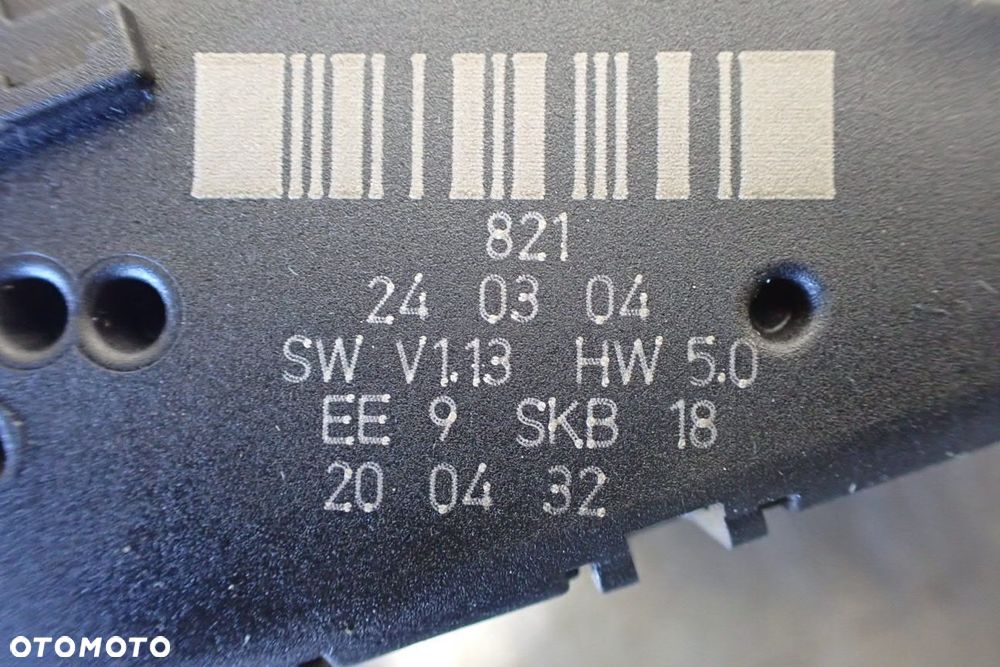 821
24 03 04
SW V1.13 HW 5.0
EE 9 SKB 18
20 04 32
OTOMOTO